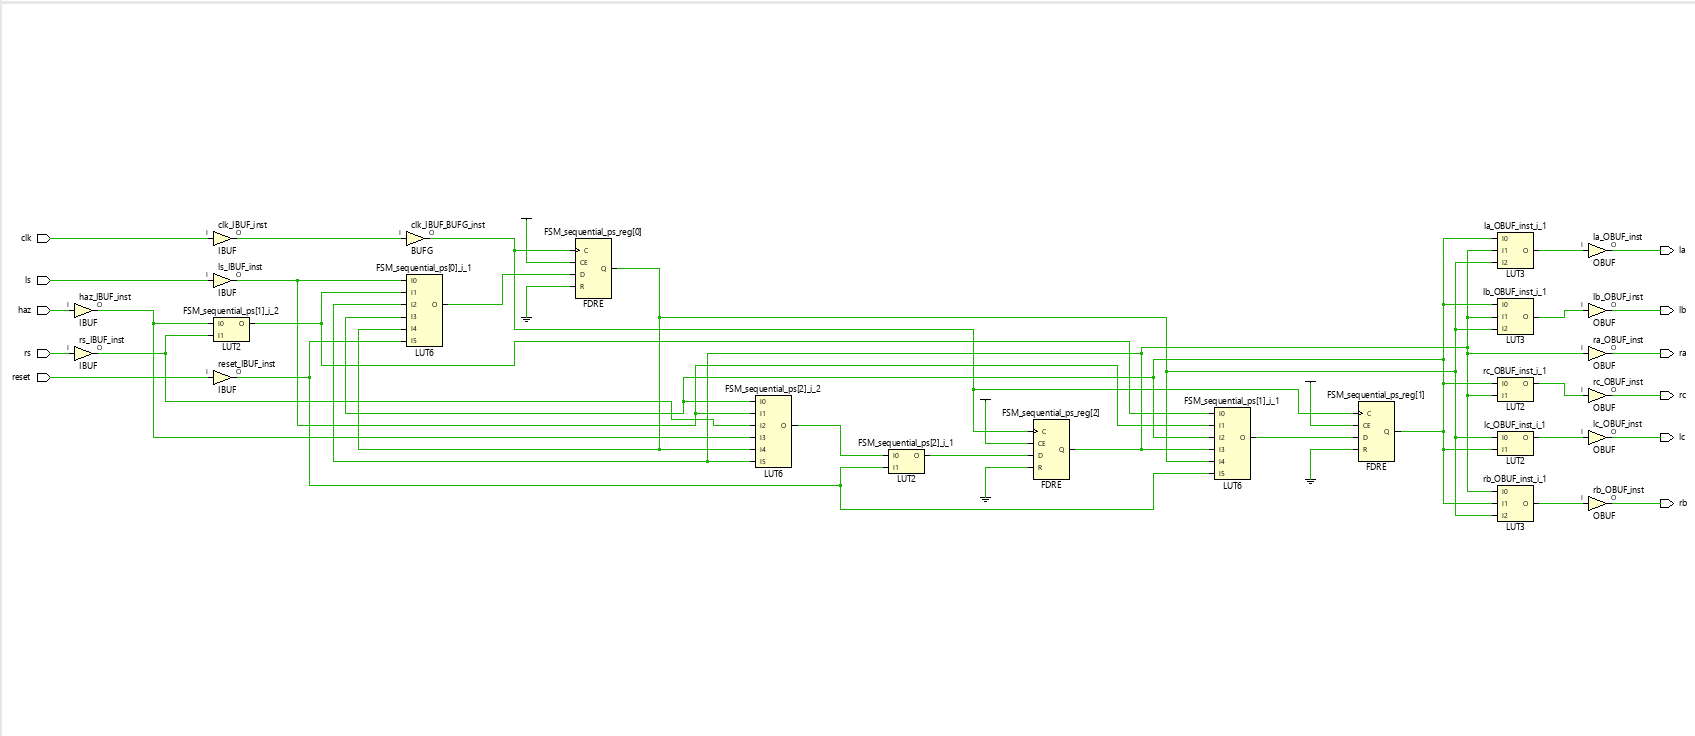 clk
I
clk_IBUF_inst
O
IBUF
I
clk_IBUF_BUFG_inst
O
BUFG
ls
I
ls_IBUF_inst
O
IBUF
haz
I
haz_IBUF_inst
O
IBUF
rs
I
rs_IBUF_inst
O
IBUF
reset
I
reset_IBUF_inst
O
IBUF
FSM_sequential_ps[1]_i_2
I0
I1
O
LUT2
FSM_sequential_ps[0]_i_1
I0
I1
I2
I3
I4
I5
O
LUT6
FSM_sequential_ps_reg[0]
C
CE
D
R
Q
FDRE
FSM_sequential_ps[2]_i_2
I0
I1
I2
I3
I4
I5
O
LUT6
FSM_sequential_ps[2]_i_1
I0
I1
O
LUT2
FSM_sequential_ps_reg[2]
C
CE
D
R
Q
FDRE
FSM_sequential_ps[1]_i_1
I0
I1
I2
I3
I4
I5
O
LUT6
FSM_sequential_ps_reg[1]
C
CE
D
R
Q
FDRE
la_OBUF_inst_i_1
I0
I1
I2
O
LUT3
I
la_OBUF_inst
O
OBUF
la
lb_OBUF_inst_i_1
I0
I1
I2
O
LUT3
I
lb_OBUF_inst
O
OBUF
lb
I
ra_OBUF_inst
O
OBUF
ra
rc_OBUF_inst_i_1
I0
I1
O
LUT2
I
rc_OBUF_inst
O
OBUF
rc
lc_OBUF_inst_i_1
I0
I1
O
LUT2
I
lc_OBUF_inst
O
OBUF
lc
rb_OBUF_inst_i_1
I0
I1
I2
O
LUT3
I
rb_OBUF_inst
O
OBUF
rb